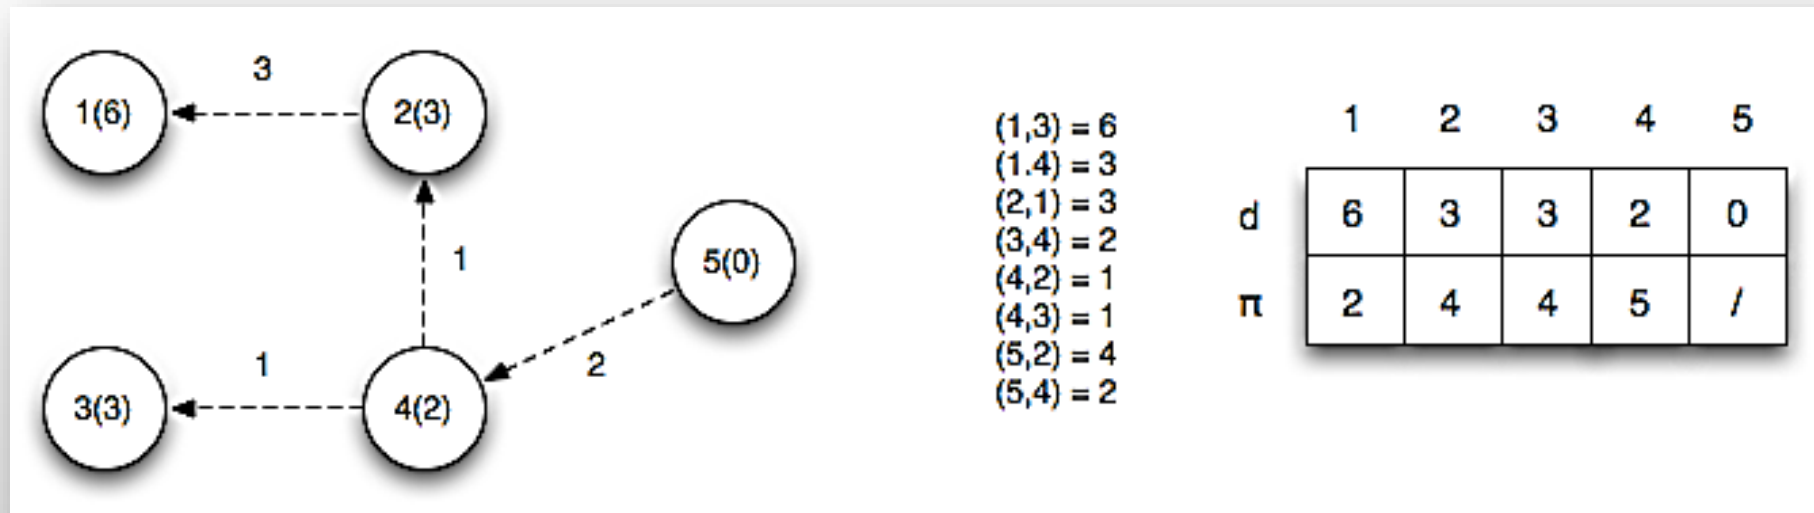 3
1(6)
2(3)
1
5(0)
1
2
3(3)
4(2)
(1,3) = 6
(1.4) = 3
(2,1) = 3
(3,4) = 2
(4,2) = 1
(4,3) = 1
(5,2) = 4
(5,4) = 2
1 2 3 4 5
d 6 3 3 2 0
π 2 4 4 5 /